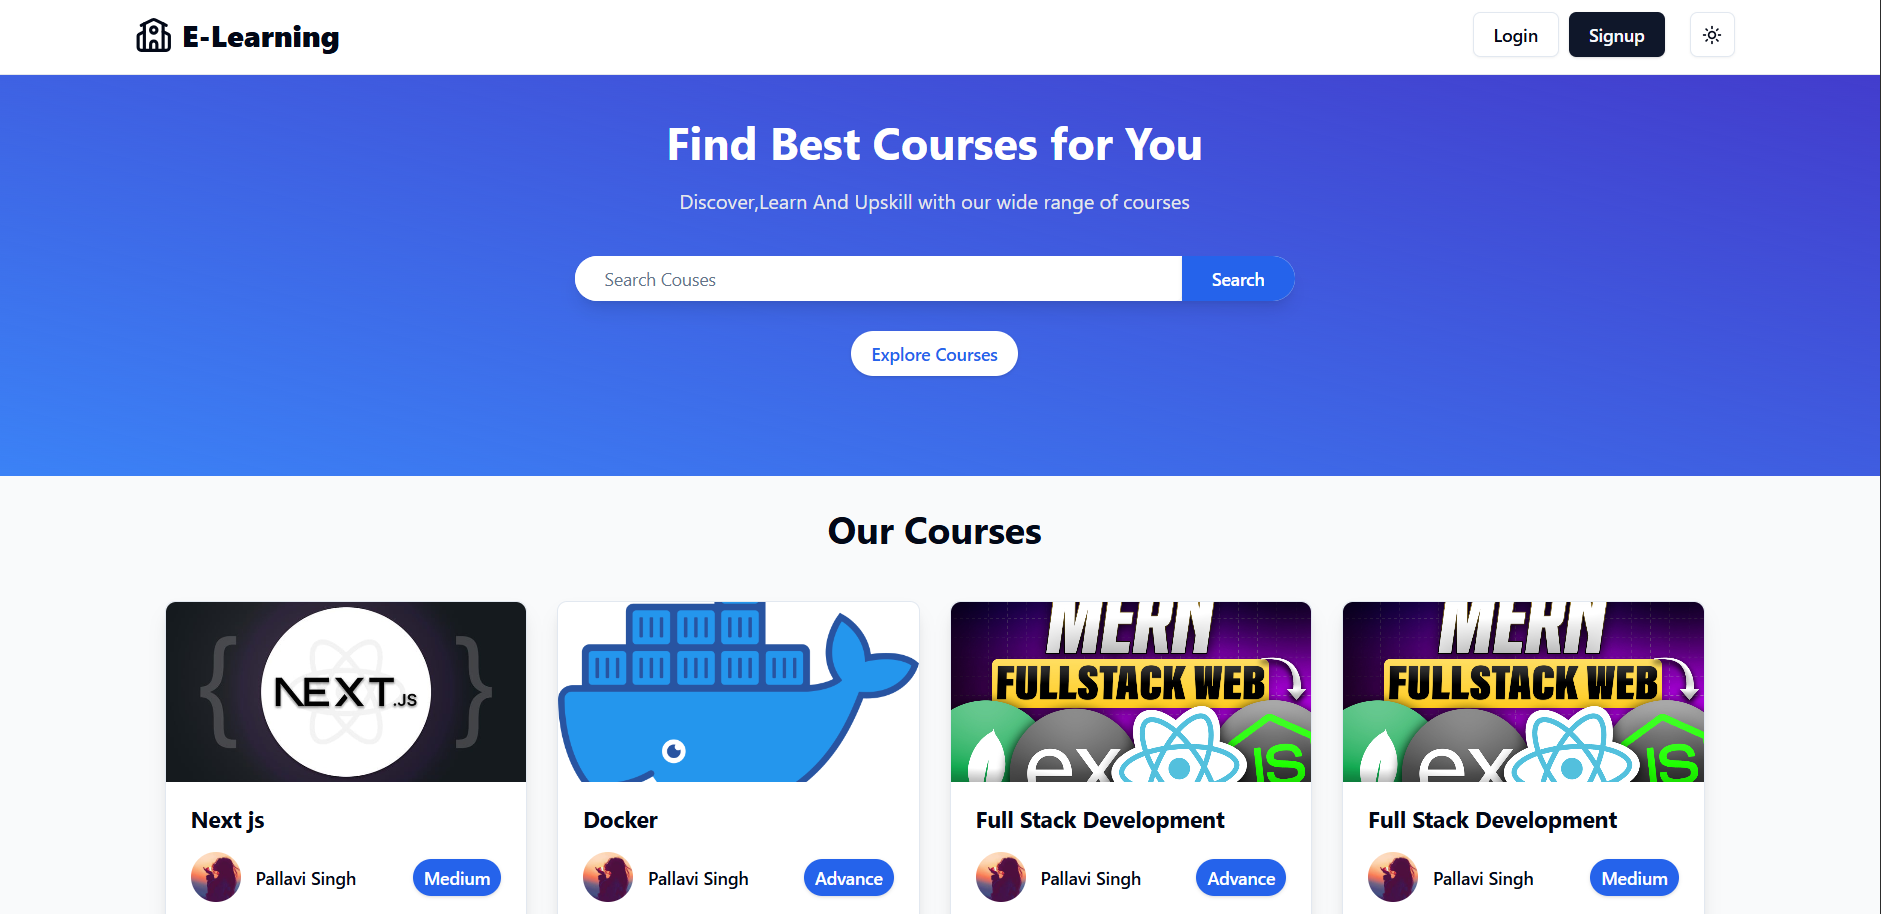 E-Learning
Login
Signup
Find Best Courses for You
Discover,Learn And Upskill with our wide range of courses
Search Couses
Search
Explore Courses
Our Courses
NEXT.JS
MERN
FULLSTACK WEB
ex
JS
MERN
FULLSTACK WEB
ex
JS
Next js
Docker
Full Stack Development
Full Stack Development
Pallavi Singh
Medium
Pallavi Singh
Advance
Pallavi Singh
Advance
Pallavi Singh
Medium